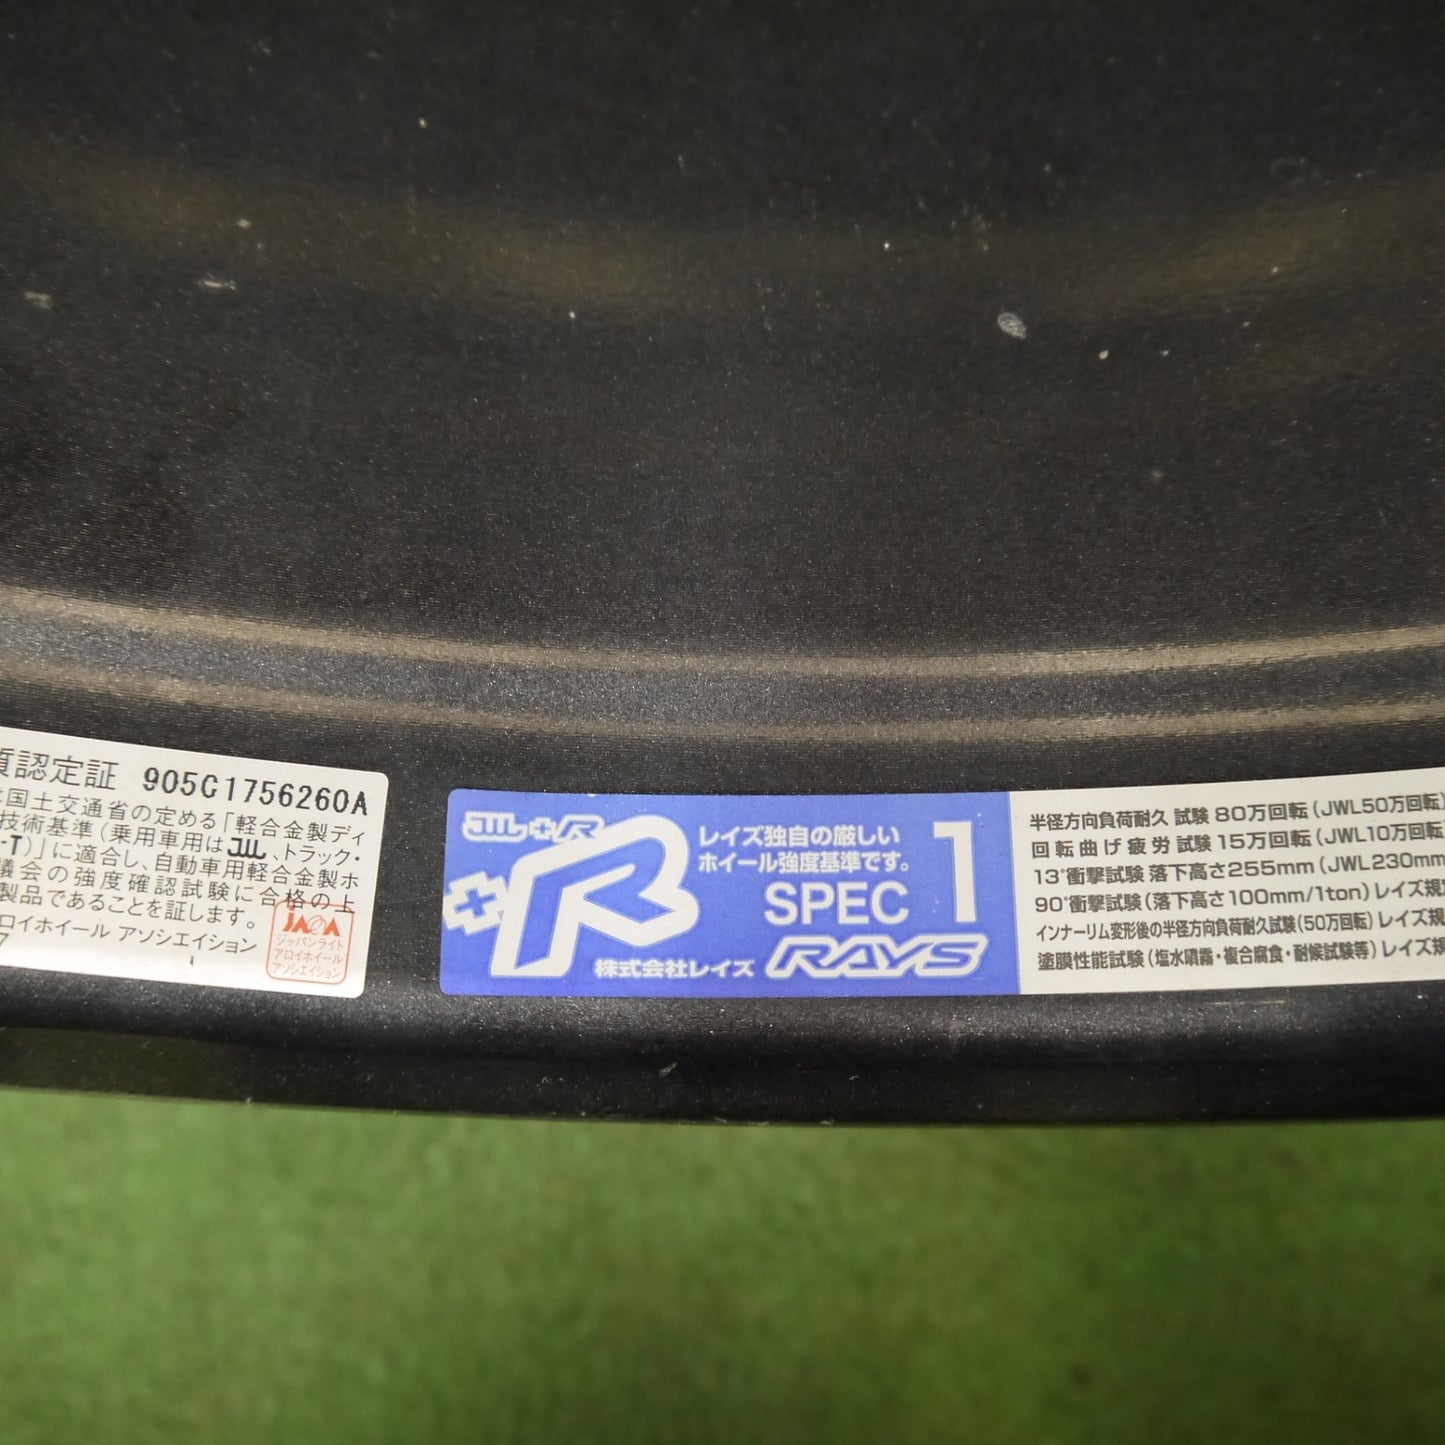 質認定証 905C1756260A
国土交通省の定める「軽合金製ディ
技術基準(乗用車用はJWL、トラック・
-T)」に適合し、自動車用軽合金製ホ
議会の強度確認試験に合格の上
製品であることを証します。
ロイホイール アソシエイション
7
JAWA
ジャパンライト
アロイホイール
アソシエイション
JWL+R
+R
レイズ独自の厳しい
ホイール強度基準です。
SPEC 1
株式会社レイズ RAYS
半径方向負荷耐久 試験 80万回転(JWL50万回転)
回転曲げ疲労 試験 15万回転(JWL10万回転
13°衝撃試験 落下高さ255mm(JWL230mm
90°衝撃試験(落下高さ100mm/1ton)レイズ規
インナーリム変形後の半径方向負荷耐久試験(50万回転)レイズ規
塗膜性能試験(塩水噴霧・複合腐食・耐候試験等)レイズ規